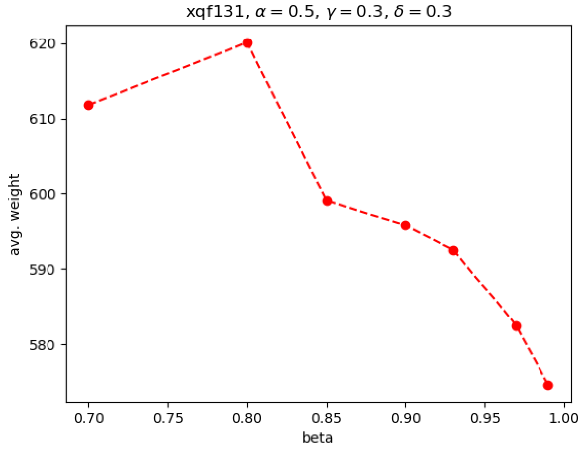 xqf131, α = 0.5, γ = 0.3, δ = 0.3
620
610
600
590
580
avg. weight
0.70 0.75 0.80 0.85 0.90 0.95 1.00
beta